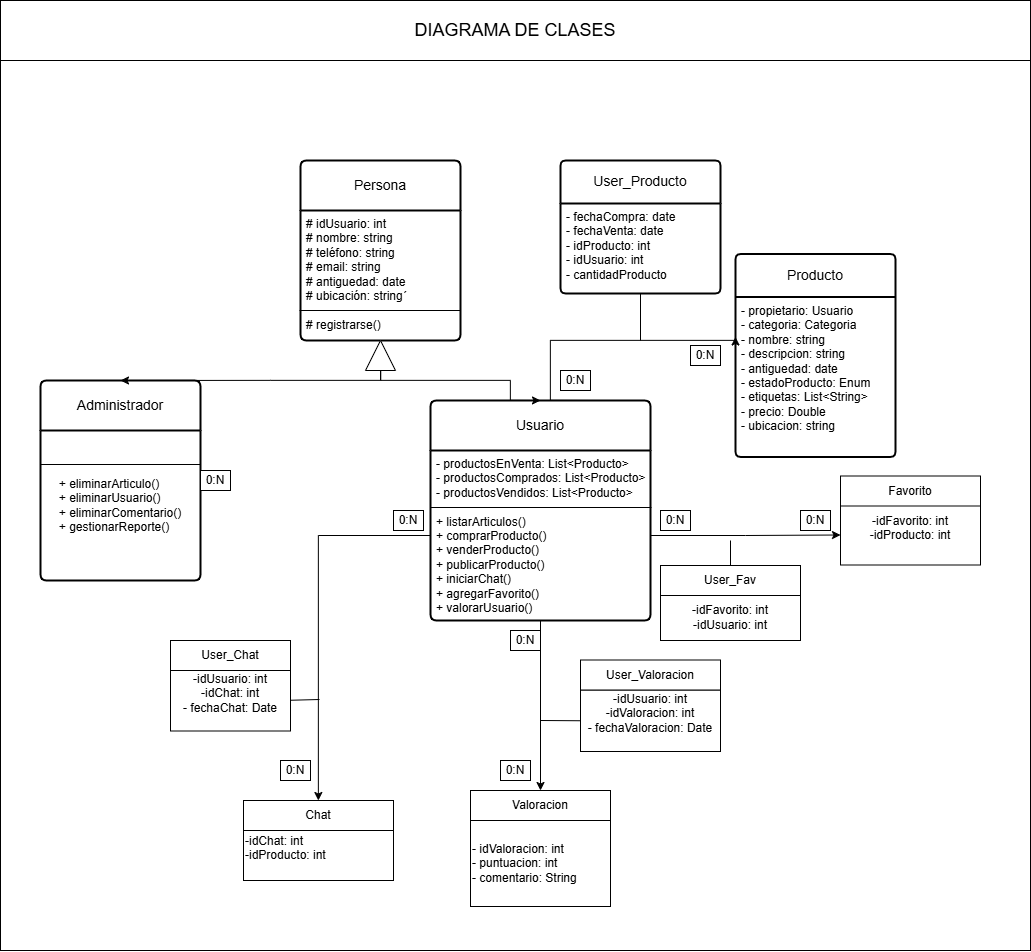 DIAGRAMA DE CLASES
Persona
# idUsuario: int
# nombre: string
# teléfono: string
# email: string
# antiguedad: date
# ubicación: string´
# registrarse()
User_Producto
- fechaCompra: date
- fechaVenta: date
- idProducto: int
- idUsuario: int
- cantidadProducto
Producto
- propietario: Usuario
- categoria: Categoria
- nombre: string
- descripcion: string
- antiguedad: date
- estadoProducto: Enum
- etiquetas: List<String>
- precio: Double
- ubicacion: string
0:N
0:N
Administrador
+ eliminarArticulo()
+ eliminarUsuario()
+ eliminarComentario()
+ gestionarReporte()
0:N
Usuario
- productosEnVenta: List<Producto>
- productosComprados: List<Producto>
- productosVendidos: List<Producto>
+ listarArticulos()
+ comprarProducto()
+ venderProducto()
+ publicarProducto()
+ iniciarChat()
+ agregarFavorito()
+ valorarUsuario()
0:N
0:N
0:N
Favorito
-idFavorito: int
-idProducto: int
User_Fav
-idFavorito: int
-idUsuario: int
0:N
User_Chat
-idUsuario: int
-idChat: int
- fechaChat: Date
User_Valoracion
-idUsuario: int
-idValoracion: int
- fechaValoracion: Date
0:N
0:N
Chat
-idChat: int
-idProducto: int
Valoracion
- idValoracion: int
- puntuacion: int
- comentario: String